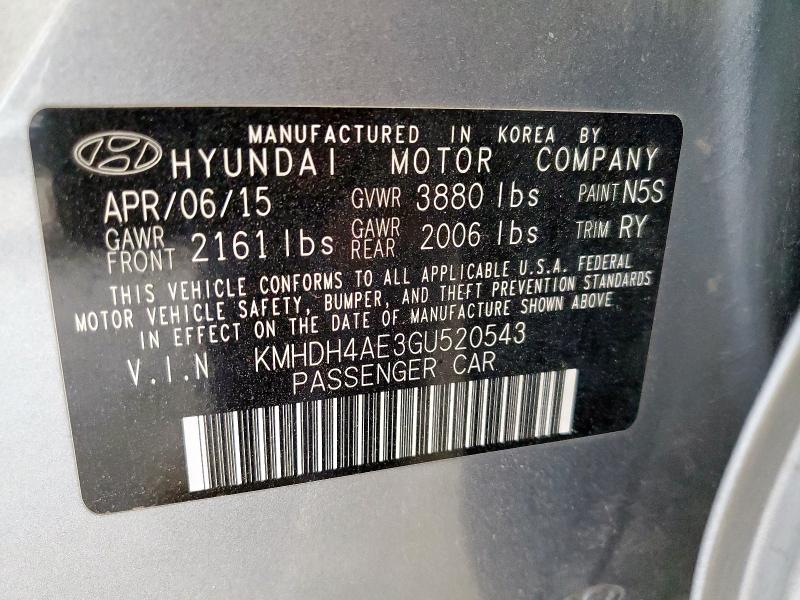 MANUFACTURED IN KOREA BY
HYUNDAI MOTOR COMPANY
APR/06/15 GVWR 3880 lbs PAINT N5S
GAWR FRONT 2161 lbs GAWR REAR 2006 lbs TRIM RY
THIS VEHICLE CONFORMS TO ALL APPLICABLE U.S.A. FEDERAL
MOTOR VEHICLE SAFETY, BUMPER, AND THEFT PREVENTION STANDARDS
IN EFFECT ON THE DATE OF MANUFACTURE SHOWN ABOVE
V.I.N KMHDH4AE3GU520543
PASSENGER CAR